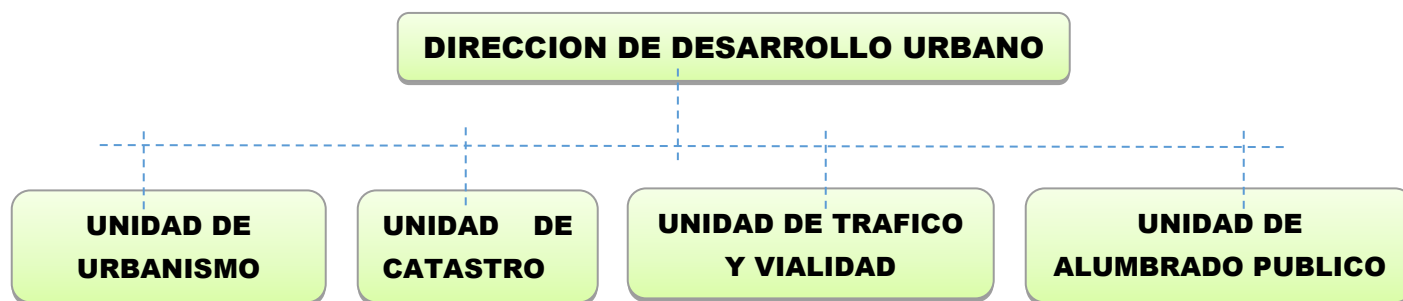 DIRECCION DE DESARROLLO URBANO
UNIDAD DE
URBANISMO
UNIDAD DE
CATASTRO
UNIDAD DE TRAFICO
Y VIALIDAD
UNIDAD DE
ALUMBRADO PUBLICO